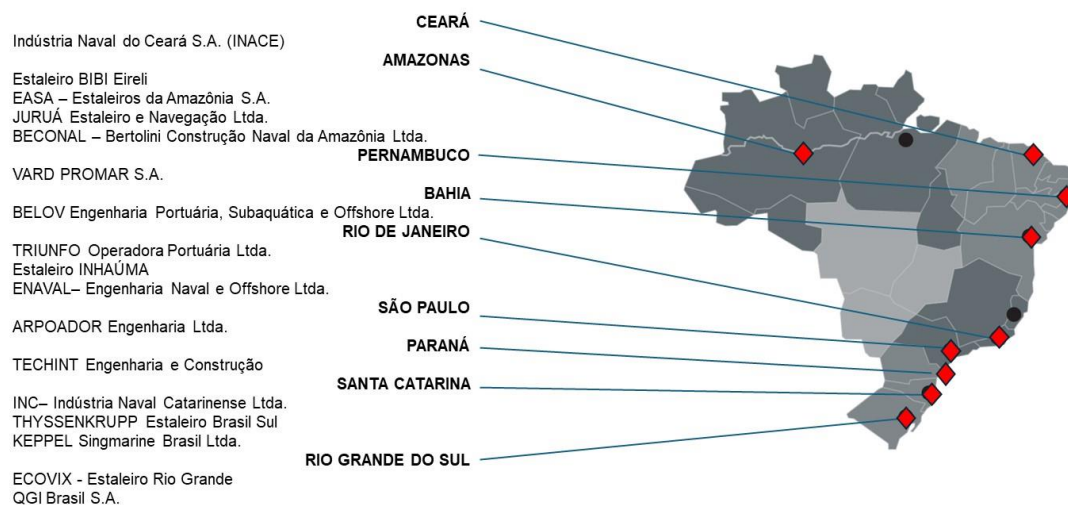 Indústria Naval do Ceará S.A. (INACE)
Estaleiro BIBI Eireli
EASA – Estaleiros da Amazônia S.A.
JURUÁ Estaleiro e Navegação Ltda.
BECONAL – Bertolini Construção Naval da Amazônia Ltda.
VARD PROMAR S.A.
BELOV Engenharia Portuária, Subaquática e Offshore Ltda.
TRIUNFO Operadora Portuária Ltda.
Estaleiro INHAÚMA
ENAVAL– Engenharia Naval e Offshore Ltda.
ARPOADOR Engenharia Ltda.
TECHINT Engenharia e Construção
INC– Indústria Naval Catarinense Ltda.
THYSSENKRUPP Estaleiro Brasil Sul
KEPPEL Singmarine Brasil Ltda.
ECOVIX - Estaleiro Rio Grande
QGI Brasil S.A.
CEARÁ
AMAZONAS
PERNAMBUCO
BAHIA
RIO DE JANEIRO
SÃO PAULO
PARANÁ
SANTA CATARINA
RIO GRANDE DO SUL